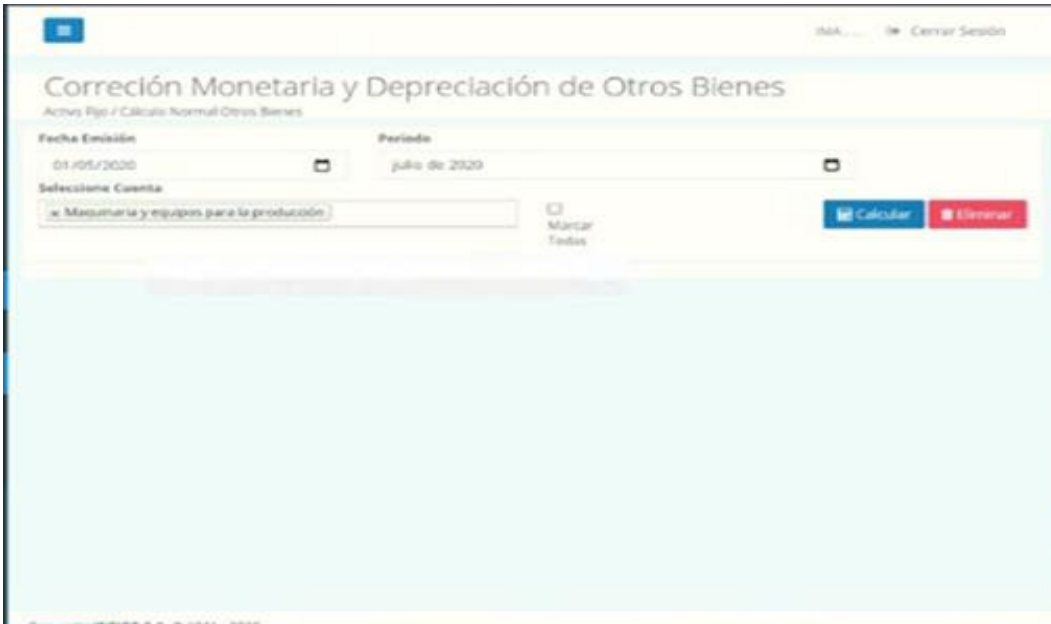 Cerrar Sesión
Correción Monetaria y Depreciación de Otros Bienes
Activo Fijo / Cálculo Normal Otros Bienes
Fecha Emisión Periodo
01/05/2020 julio de 2020
Seleccione Cuenta
× Maquinaria y equipos para la producción
Marcar
Todas
Calcular Eliminar